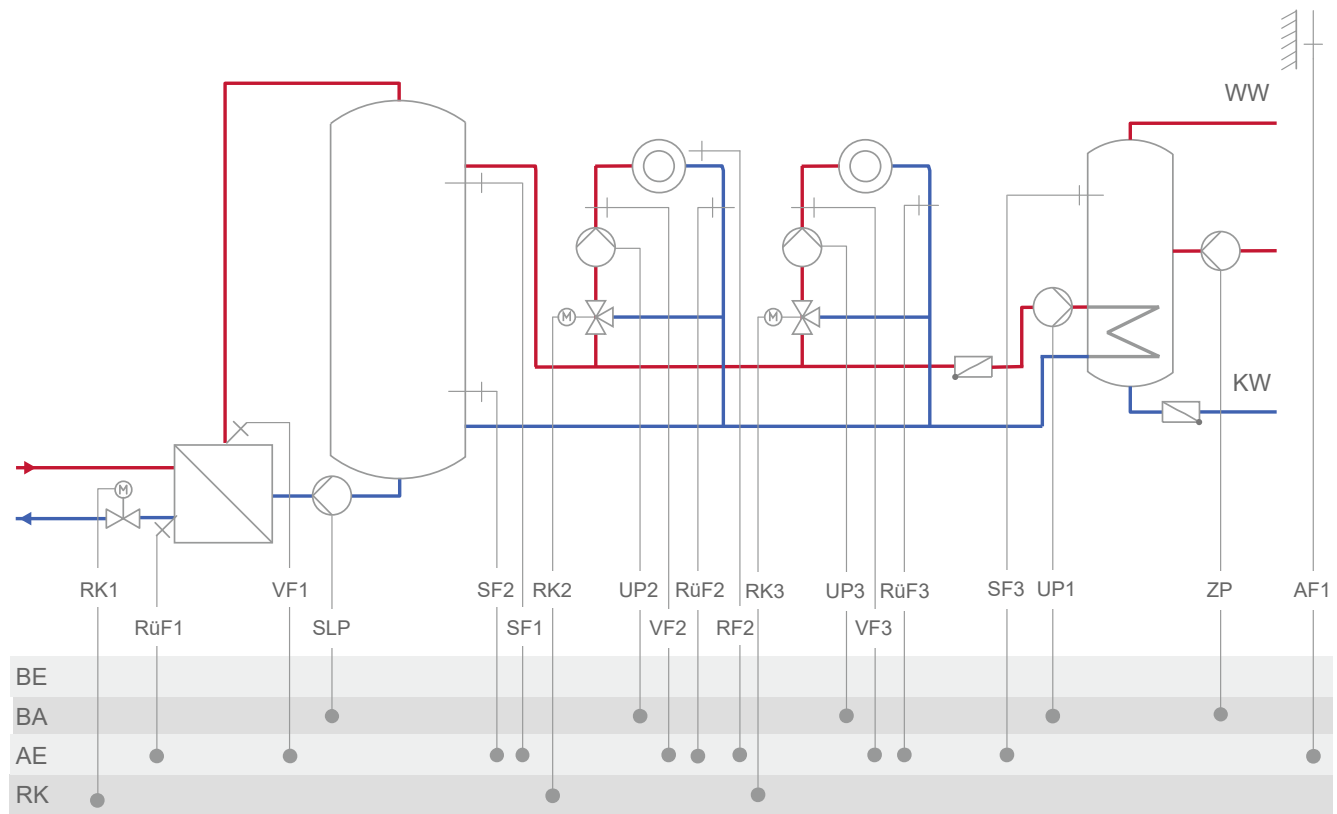 WW
M
M
KW
M
RK1
VF1
SF2
RK2
UP2
RüF2
RK3
UP3
RüF3
SF3
UP1
ZP
AF1
RüF1
SLP
SF1
VF2
RF2
VF3
BE
BA
AE
RK